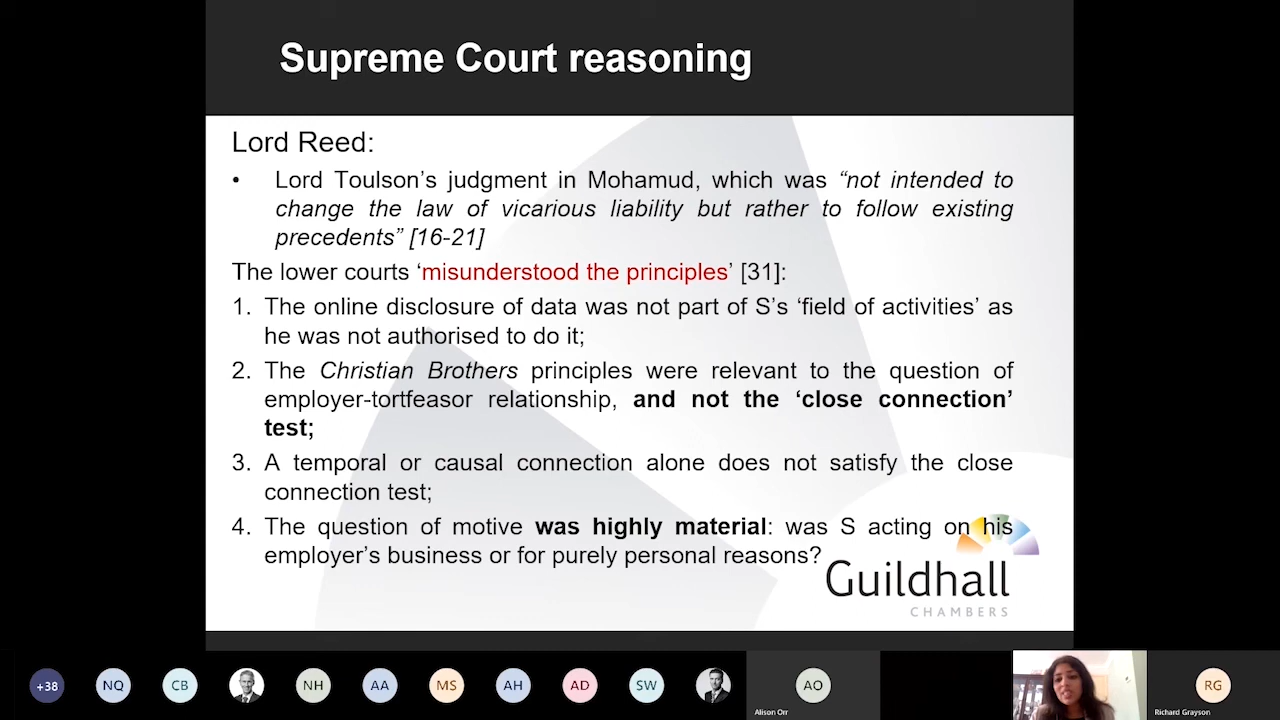 Supreme Court reasoning
Lord Reed:
• Lord Toulson’s judgment in Mohamud, which was “not intended to
change the law of vicarious liability but rather to follow existing
precedents” [16-21]
The lower courts ‘misunderstood the principles’ [31]:
1. The online disclosure of data was not part of S’s ‘field of activities’ as
he was not authorised to do it;
2. The Christian Brothers principles were relevant to the question of
employer-tortfeasor relationship, and not the ‘close connection’
test;
3. A temporal or causal connection alone does not satisfy the close
connection test;
4. The question of motive was highly material: was S acting on his
employer’s business or for purely personal reasons?
Guildhall
CHAMBERS
+38
NQ
CB
NH
AA
MS
AH
AD
SW
AO
RG
Alison Orr
Richard Grayson